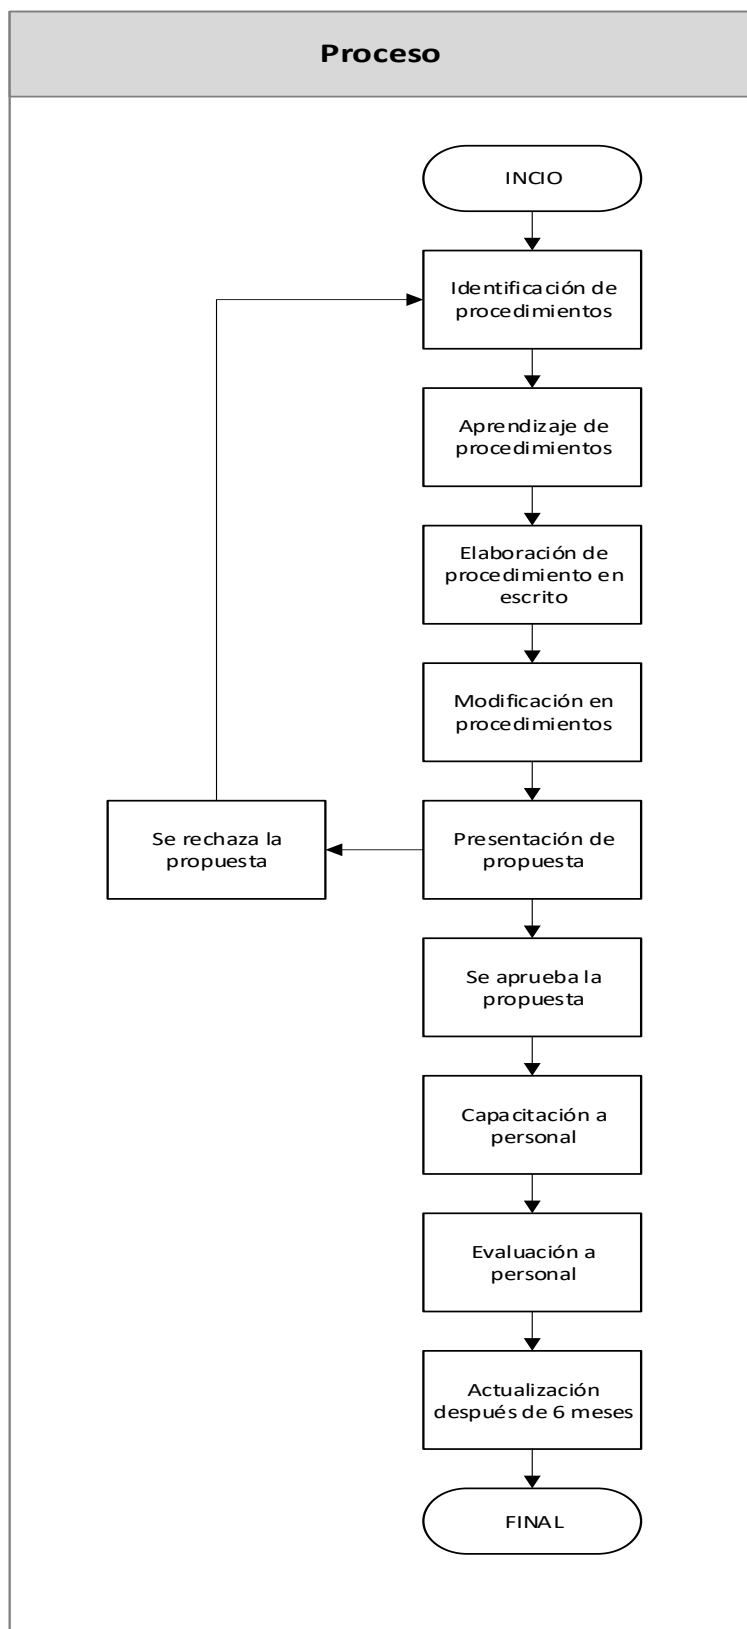 Proceso
INCIO
Identificación de
procedimientos
Aprendizaje de
procedimientos
Elaboración de
procedimiento en
escrito
Modificación en
procedimientos
Se rechaza la
propuesta
Presentación de
propuesta
Se aprueba la
propuesta
Capacitación a
personal
Evaluación a
personal
Actualización
después de 6 meses
FINAL